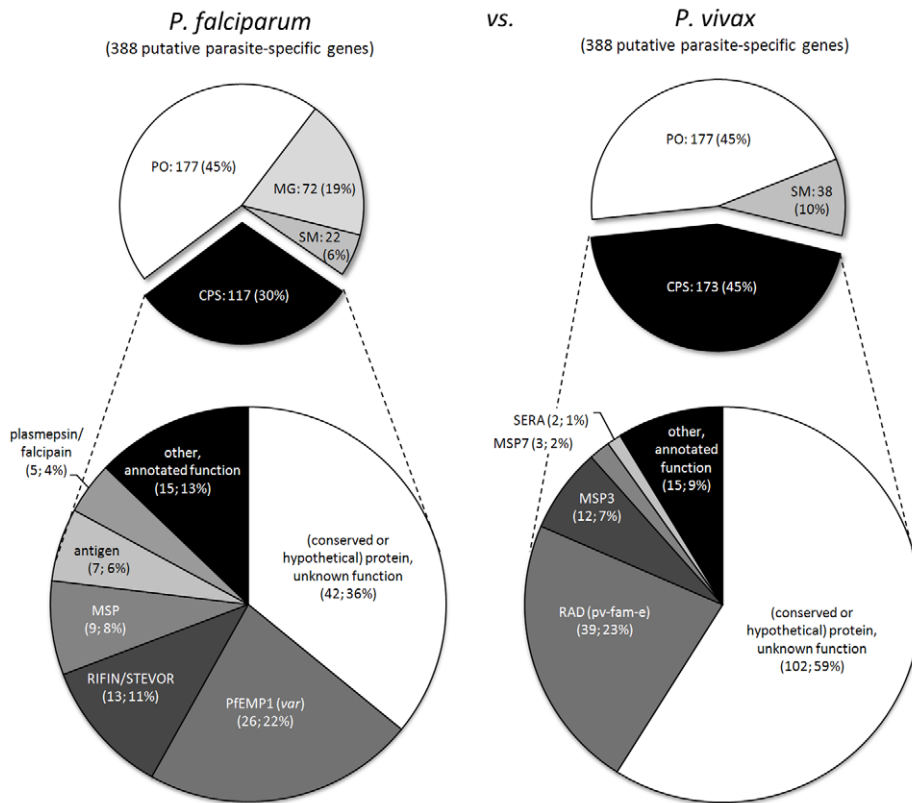 P. falciparum
vs.
P. vivax
(388 putative parasite-specific genes)
(388 putative parasite-specific genes)
PO: 177 (45%)
MG: 72 (19%)
SM: 22
(6%)
CPS: 117 (30%)
PO: 177 (45%)
SM: 38
(10%)
CPS: 173 (45%)
plasmepsin/
falcipain
(5; 4%)
other,
annotated function
(15; 13%)
antigen
(7; 6%)
MSP
(9; 8%)
RIFIN/STEVOR
(13; 11%)
PfEMP1 (var)
(26; 22%)
(conserved or
hypothetical) protein,
unknown function
(42; 36%)
SERA (2; 1%)
MSP7 (3; 2%)
other,
annotated
function
(15; 9%)
MSP3
(12; 7%)
RAD (pv-fam-e)
(39; 23%)
(conserved or
hypothetical) protein,
unknown function
(102; 59%)